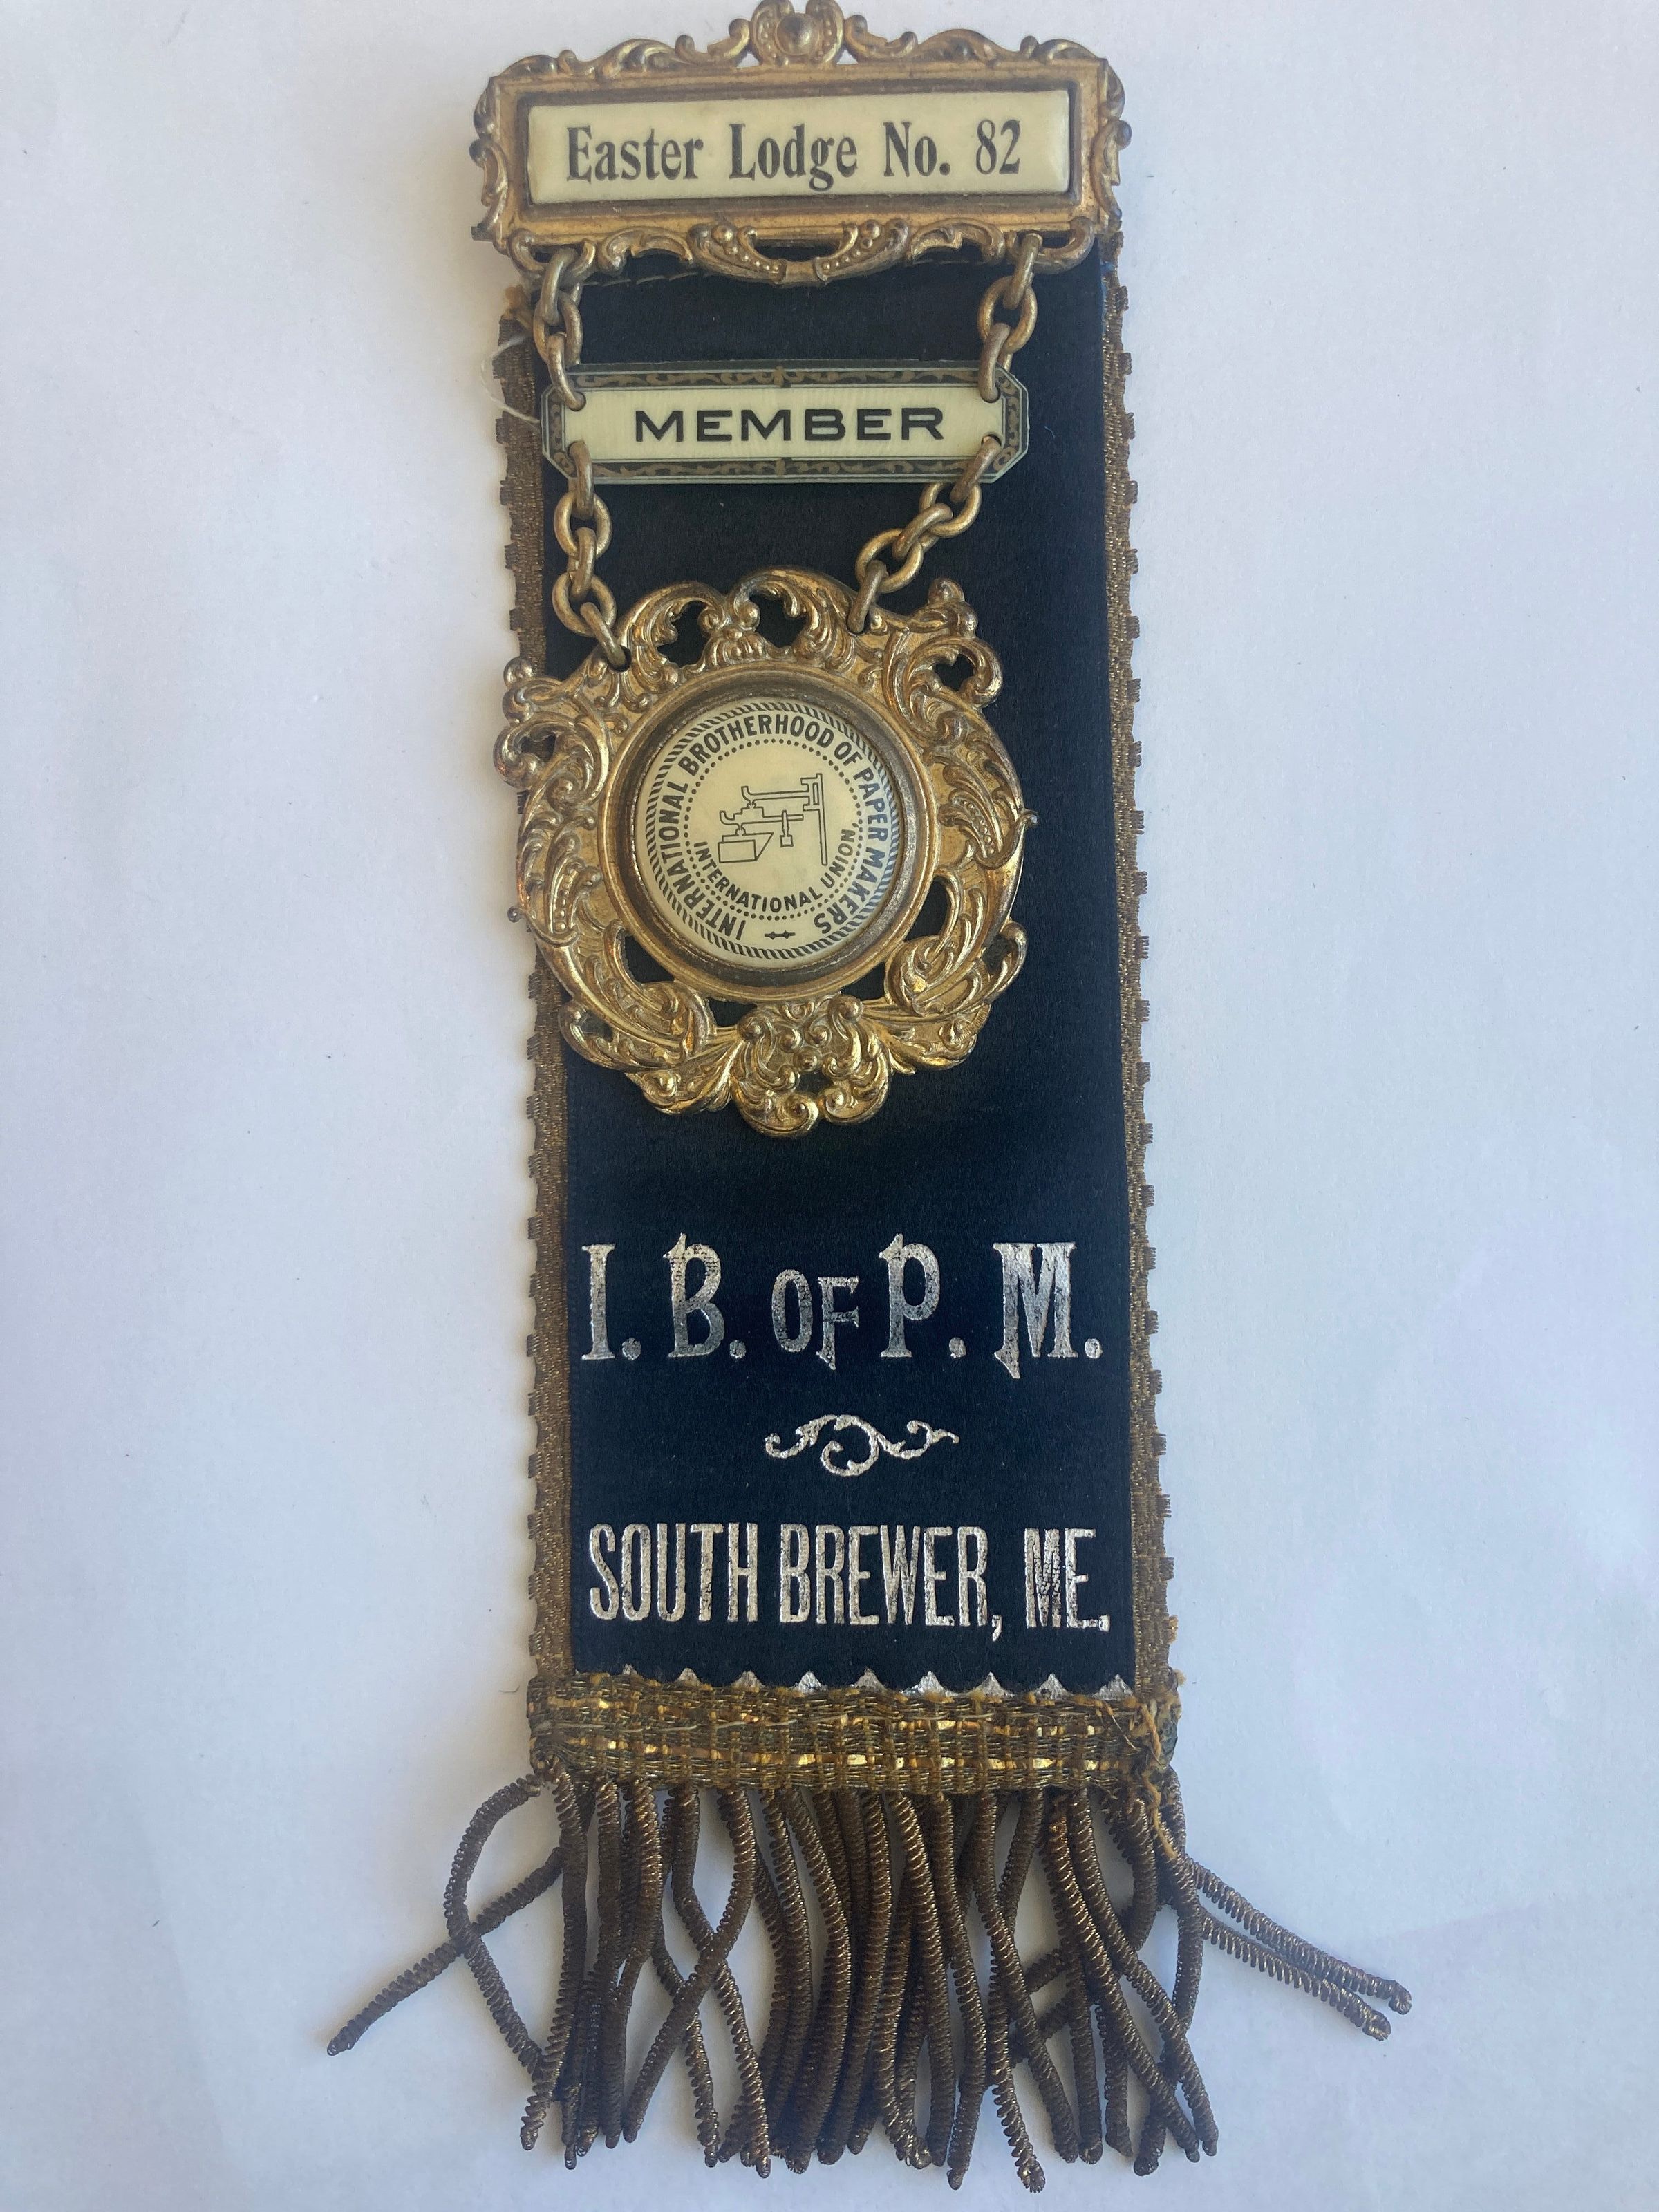 Easter Lodge No. 82
MEMBER
INTERNATIONAL BROTHERHOOD OF PAPER MAKERS
INTERNATIONAL UNION.
I. B. OF P. M.
SOUTH BREWER, ME.